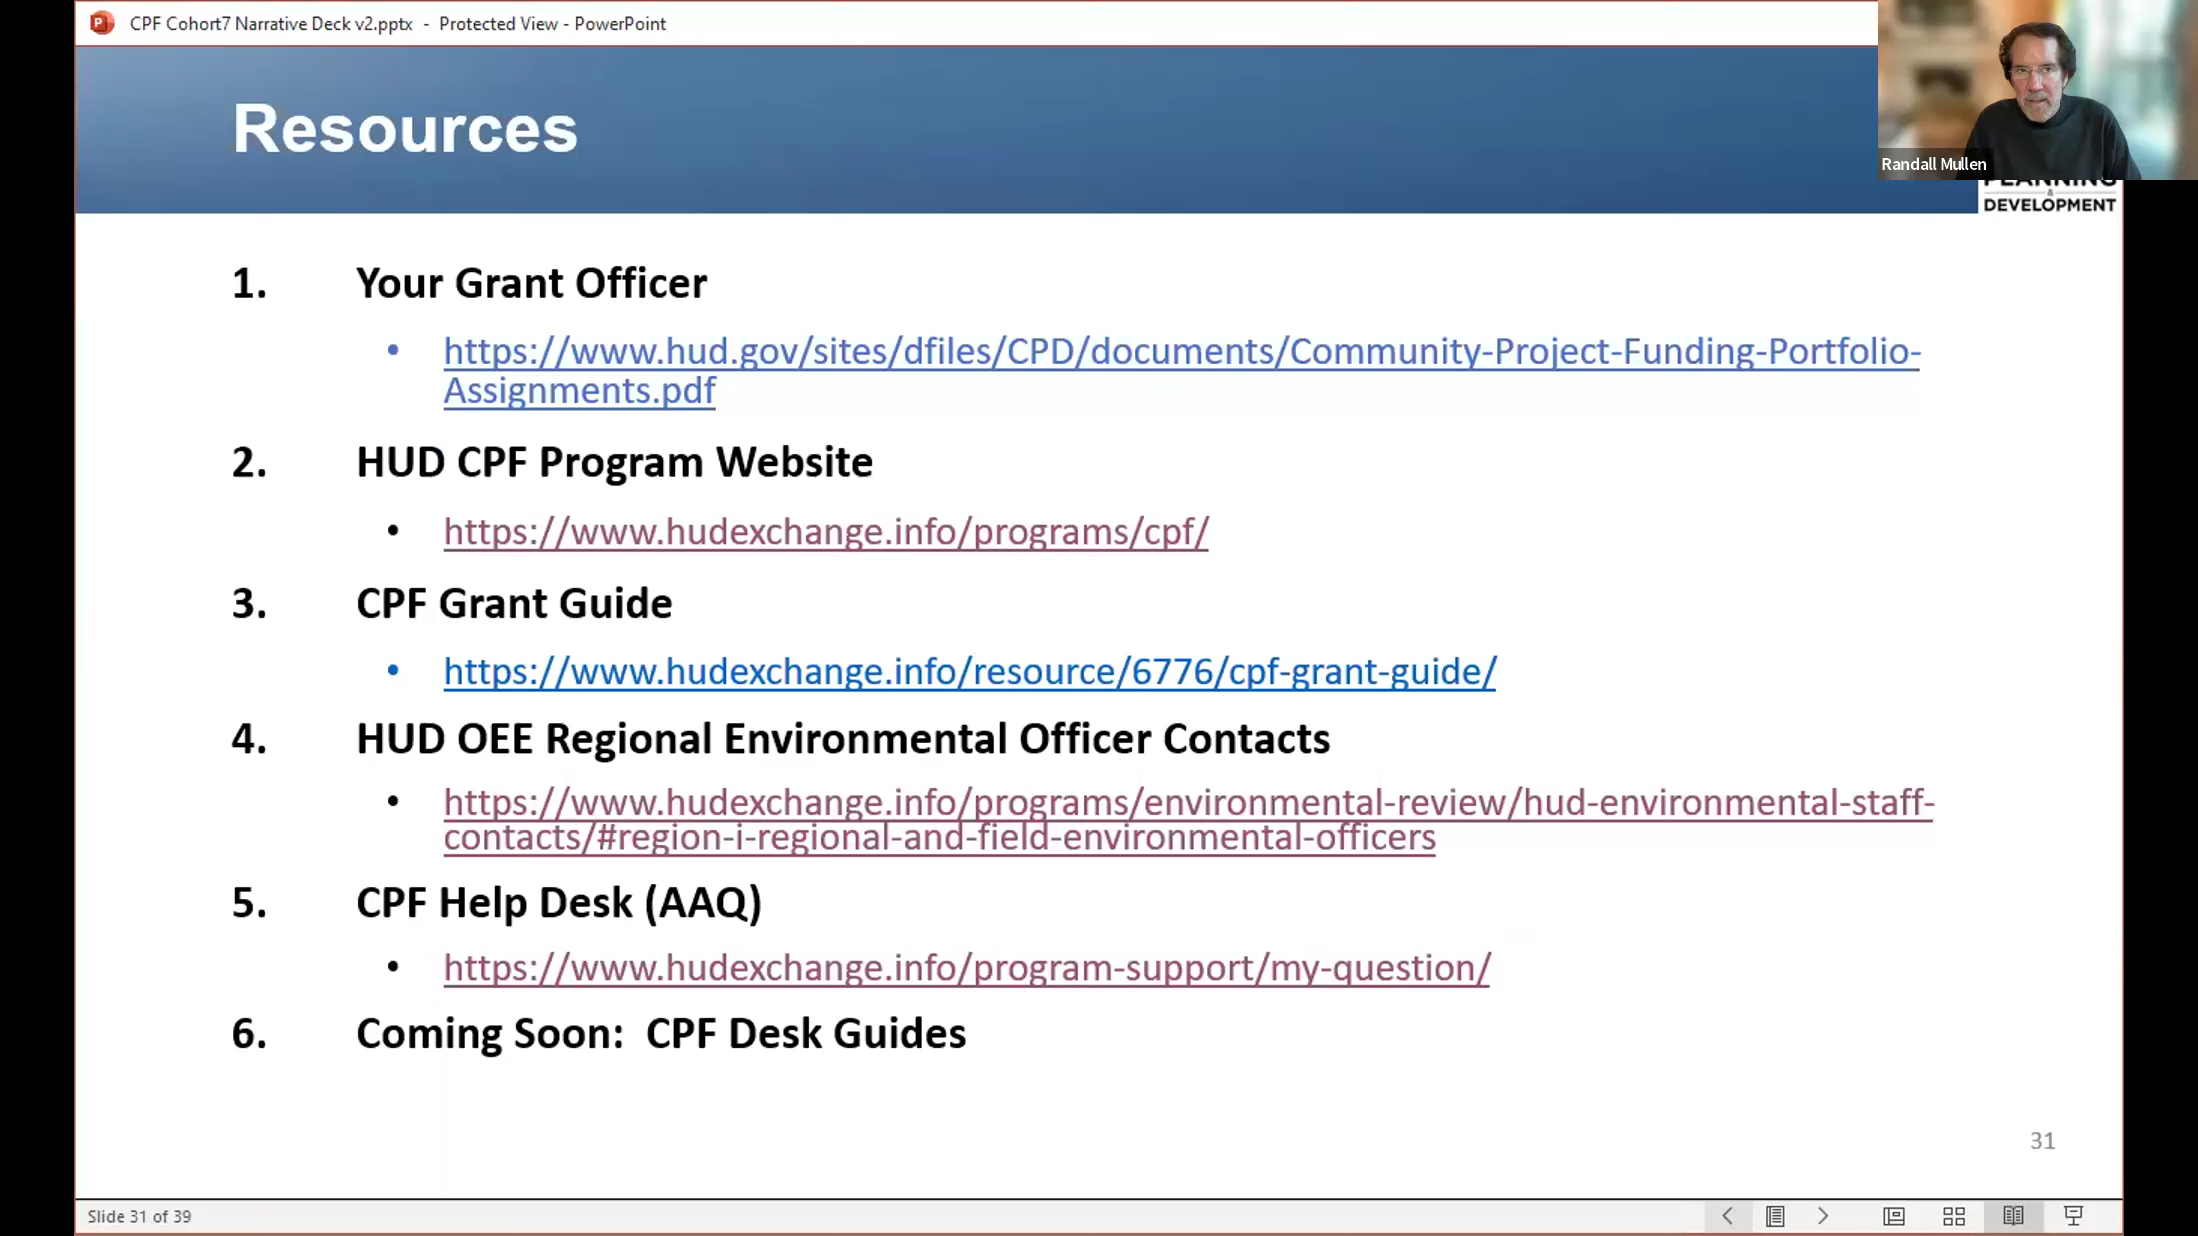 CPF Cohort7 Narrative Deck v2.pptx - Protected View - PowerPoint
Randall Mullen
Resources
PLANNING
&
DEVELOPMENT
1. Your Grant Officer
• https://www.hud.gov/sites/dfiles/CPD/documents/Community-Project-Funding-Portfolio-
Assignments.pdf
2. HUD CPF Program Website
• https://www.hudexchange.info/programs/cpf/
3. CPF Grant Guide
• https://www.hudexchange.info/resource/6776/cpf-grant-guide/
4. HUD OEE Regional Environmental Officer Contacts
• https://www.hudexchange.info/programs/environmental-review/hud-environmental-staff-
contacts/#region-i-regional-and-field-environmental-officers
5. CPF Help Desk (AAQ)
• https://www.hudexchange.info/program-support/my-question/
6. Coming Soon: CPF Desk Guides
31
Slide 31 of 39